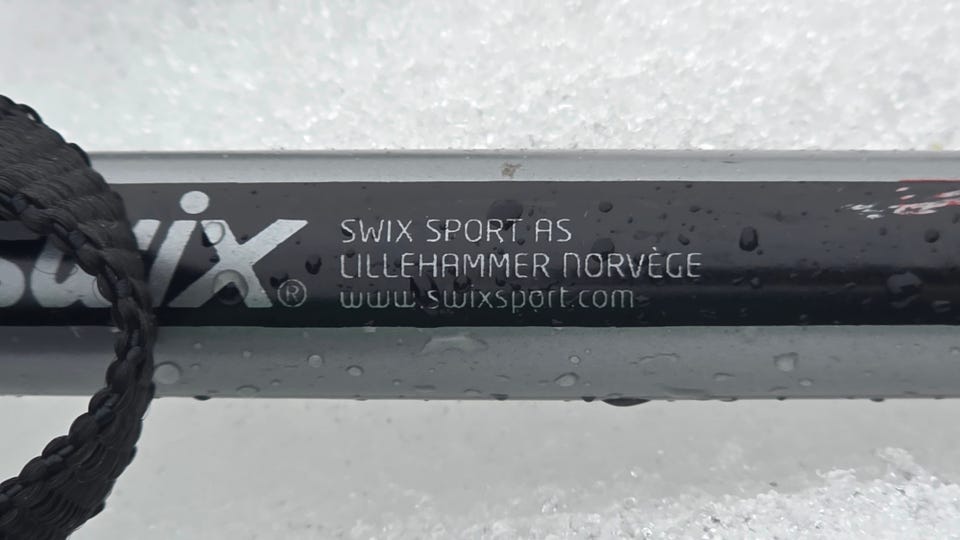 swix®
SWIX SPORT AS
LILLEHAMMER NORVÈGE
www.swixsport.com